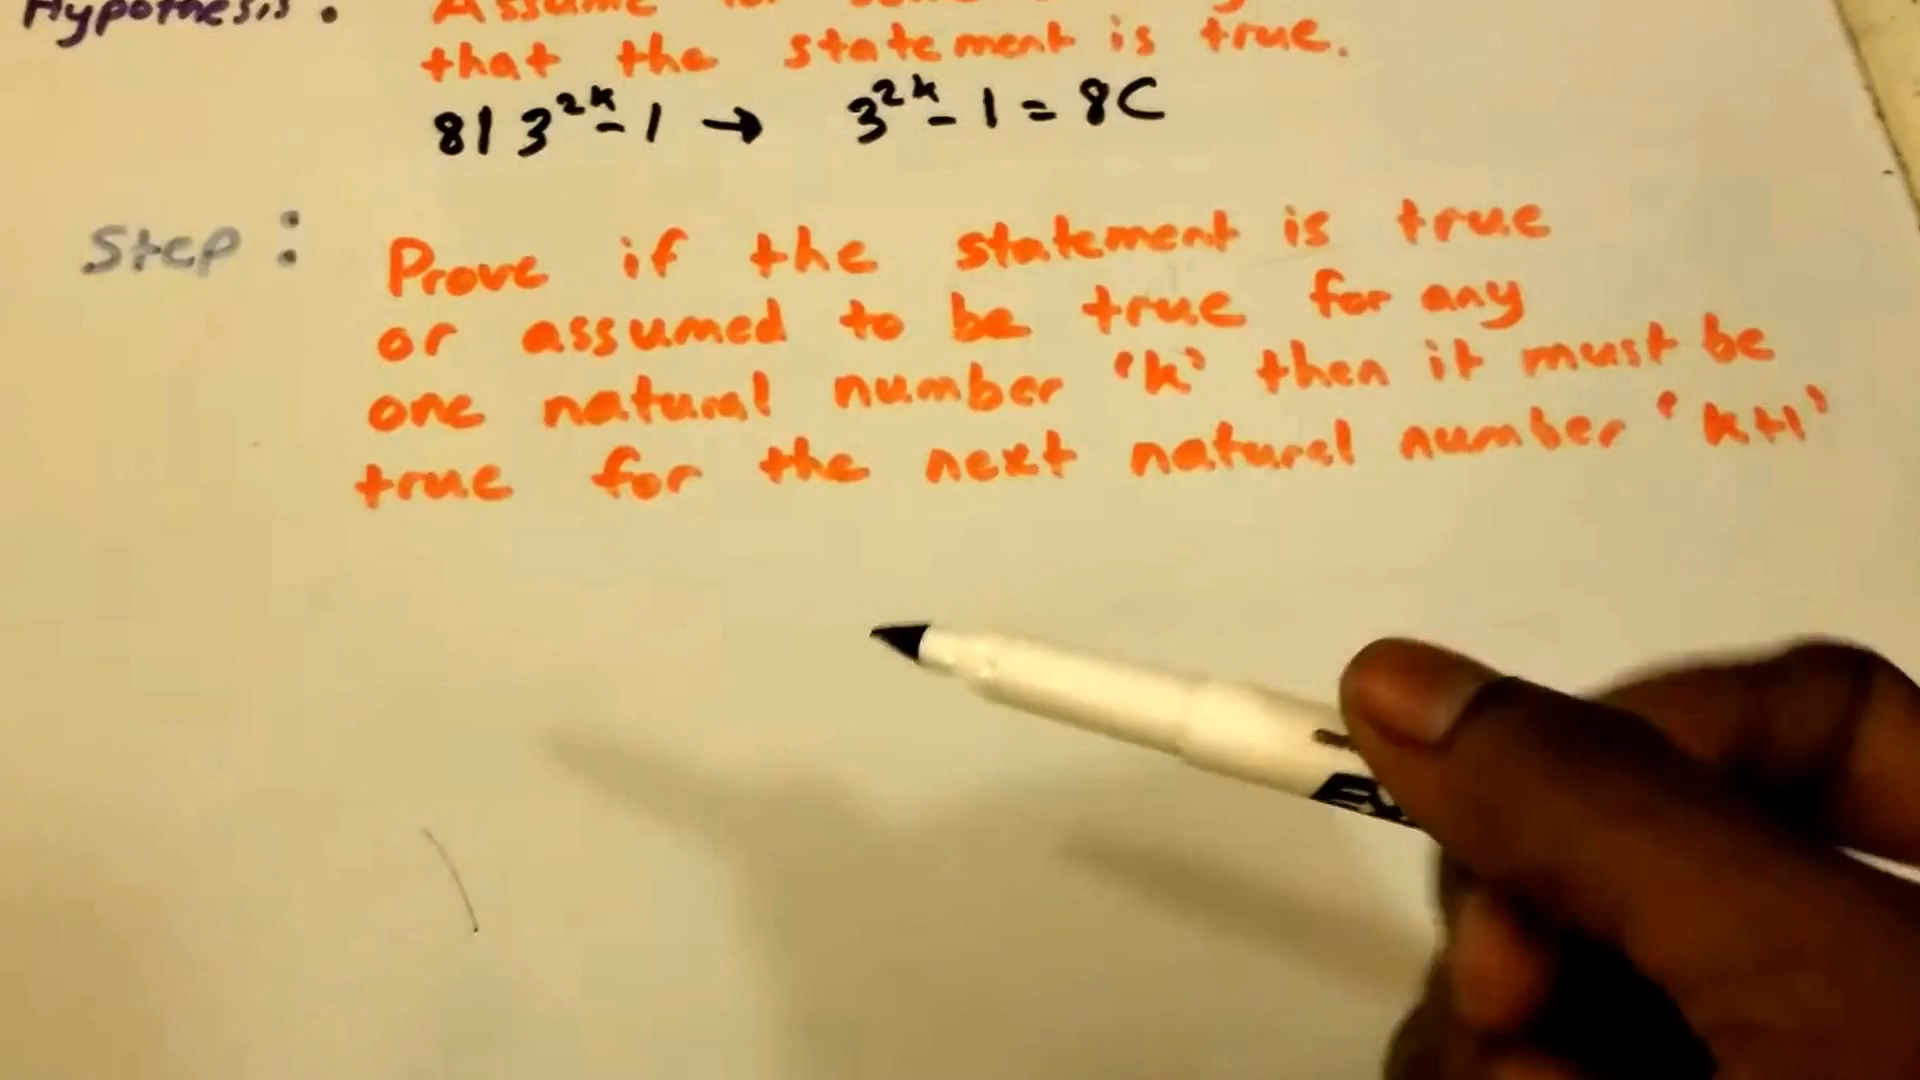 Hypothesis:
Assume
that the statement is true.
8 | 3^2k - 1 → 3^2k - 1 = 8C
Step:
Prove if the statement is true
or assumed to be true for any
one natural number 'k' then it must be
true for the next natural number 'k+1'